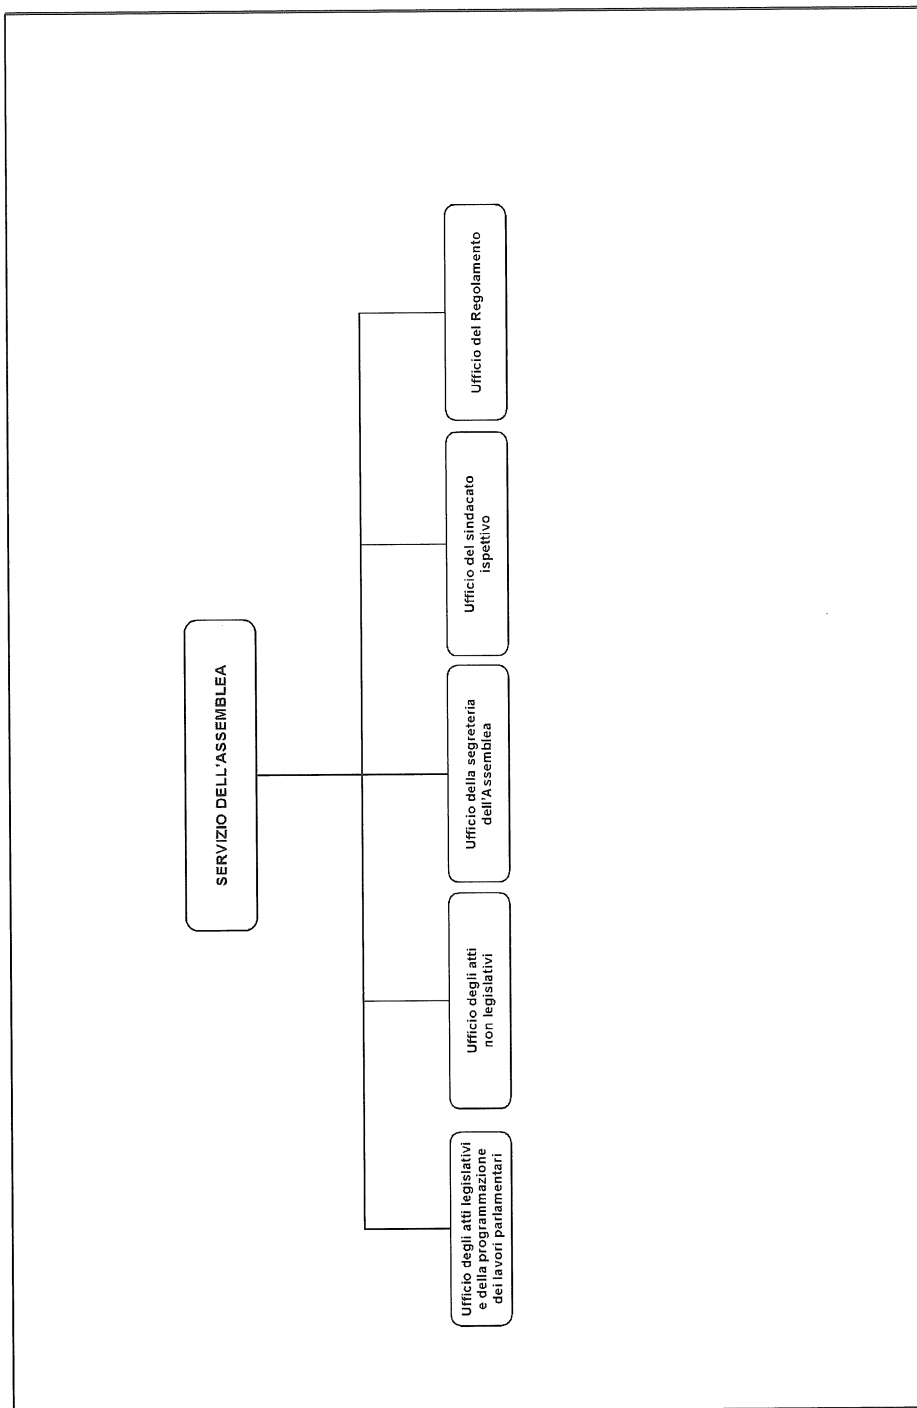 SERVIZIO DELL'ASSEMBLEA
Ufficio degli atti legislativi
e della programmazione
dei lavori parlamentari
Ufficio degli atti
non legislativi
Ufficio della segreteria
dell'Assemblea
Ufficio del sindacato
ispettivo
Ufficio del Regolamento